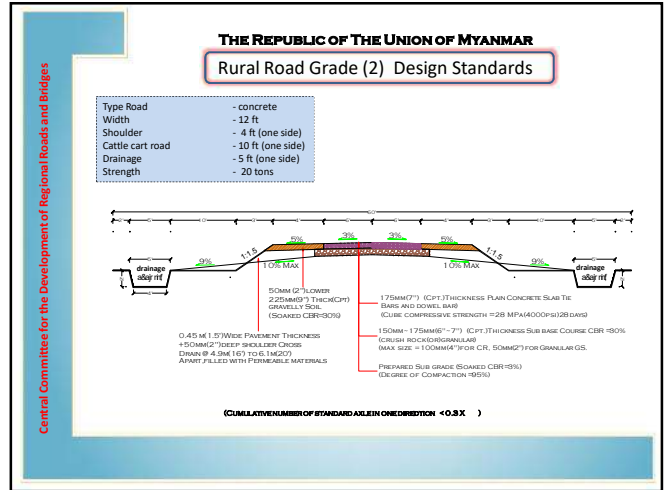 THE REPUBLIC OF THE UNION OF MYANMAR
Rural Road Grade (2) Design Standards
Central Committee for the Development of Regional Roads and Bridges
Type Road - concrete
Width - 12 ft
Shoulder - 4 ft (one side)
Cattle cart road - 10 ft (one side)
Drainage - 5 ft (one side)
Strength - 20 tons
5% 3% 3% 5%
1:1.5 1:1.5
9% 9%
10% MAX 10% MAX
drainage drainage
50MM (2")LOWER
225MM(9") THICK(CPT)
GRAVELLY SOIL
(SOAKED CBR=30%)
0.45 M(1.5')WIDE PAVEMENT THICKNESS
+50MM(2")DEEP SHOULDER CROSS
DRAIN @ 4.9M(16') TO 6.1M(20')
APART,FILLED WITH PERMEABLE MATERIALS
175MM(7") (CPT.)THICKNESS PLAIN CONCRETE SLAB TIE
BARS AND DOWEL BAR)
(CUBE COMPRESSIVE STRENGTH =28 MPA(4000PSI)28 DAYS)
150MM~175MM(6"~7") (CPT.)THICKNESS SUB BASE COURSE CBR =30%
(CRUSH ROCK(OR)GRANULAR)
(MAX SIZE = 100MM(4")FOR CR, 50MM(2") FOR GRANULAR GS.
PREPARED SUB GRADE (SOAKED CBR=3%)
(DEGREE OF COMPACTION =95%)
(CUMULATIVE NUMBER OF STANDARD AXLE IN ONE DIRECTION <0.3 X )